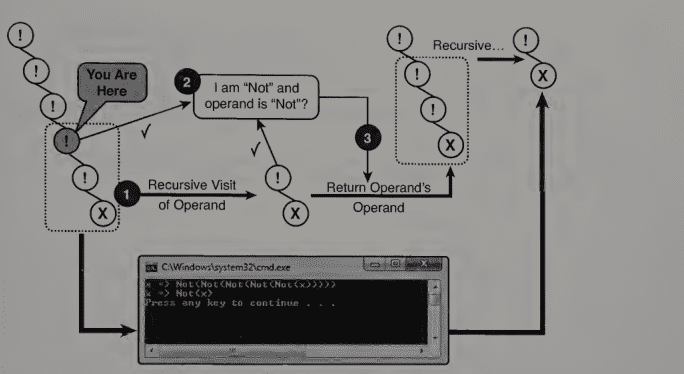 !
!
!
!
!
X
You Are
Here
2
I am "Not" and
operand is "Not"?
✓
✓
1
Recursive Visit
of Operand
!
X
3
Return Operand's
Operand
!
!
!
X
Recursive...
!
X
C:\Windows\system32\cmd.exe
x => Not(Not(Not(Not(Not(x)))))
x => Not(x)
Press any key to continue . . .